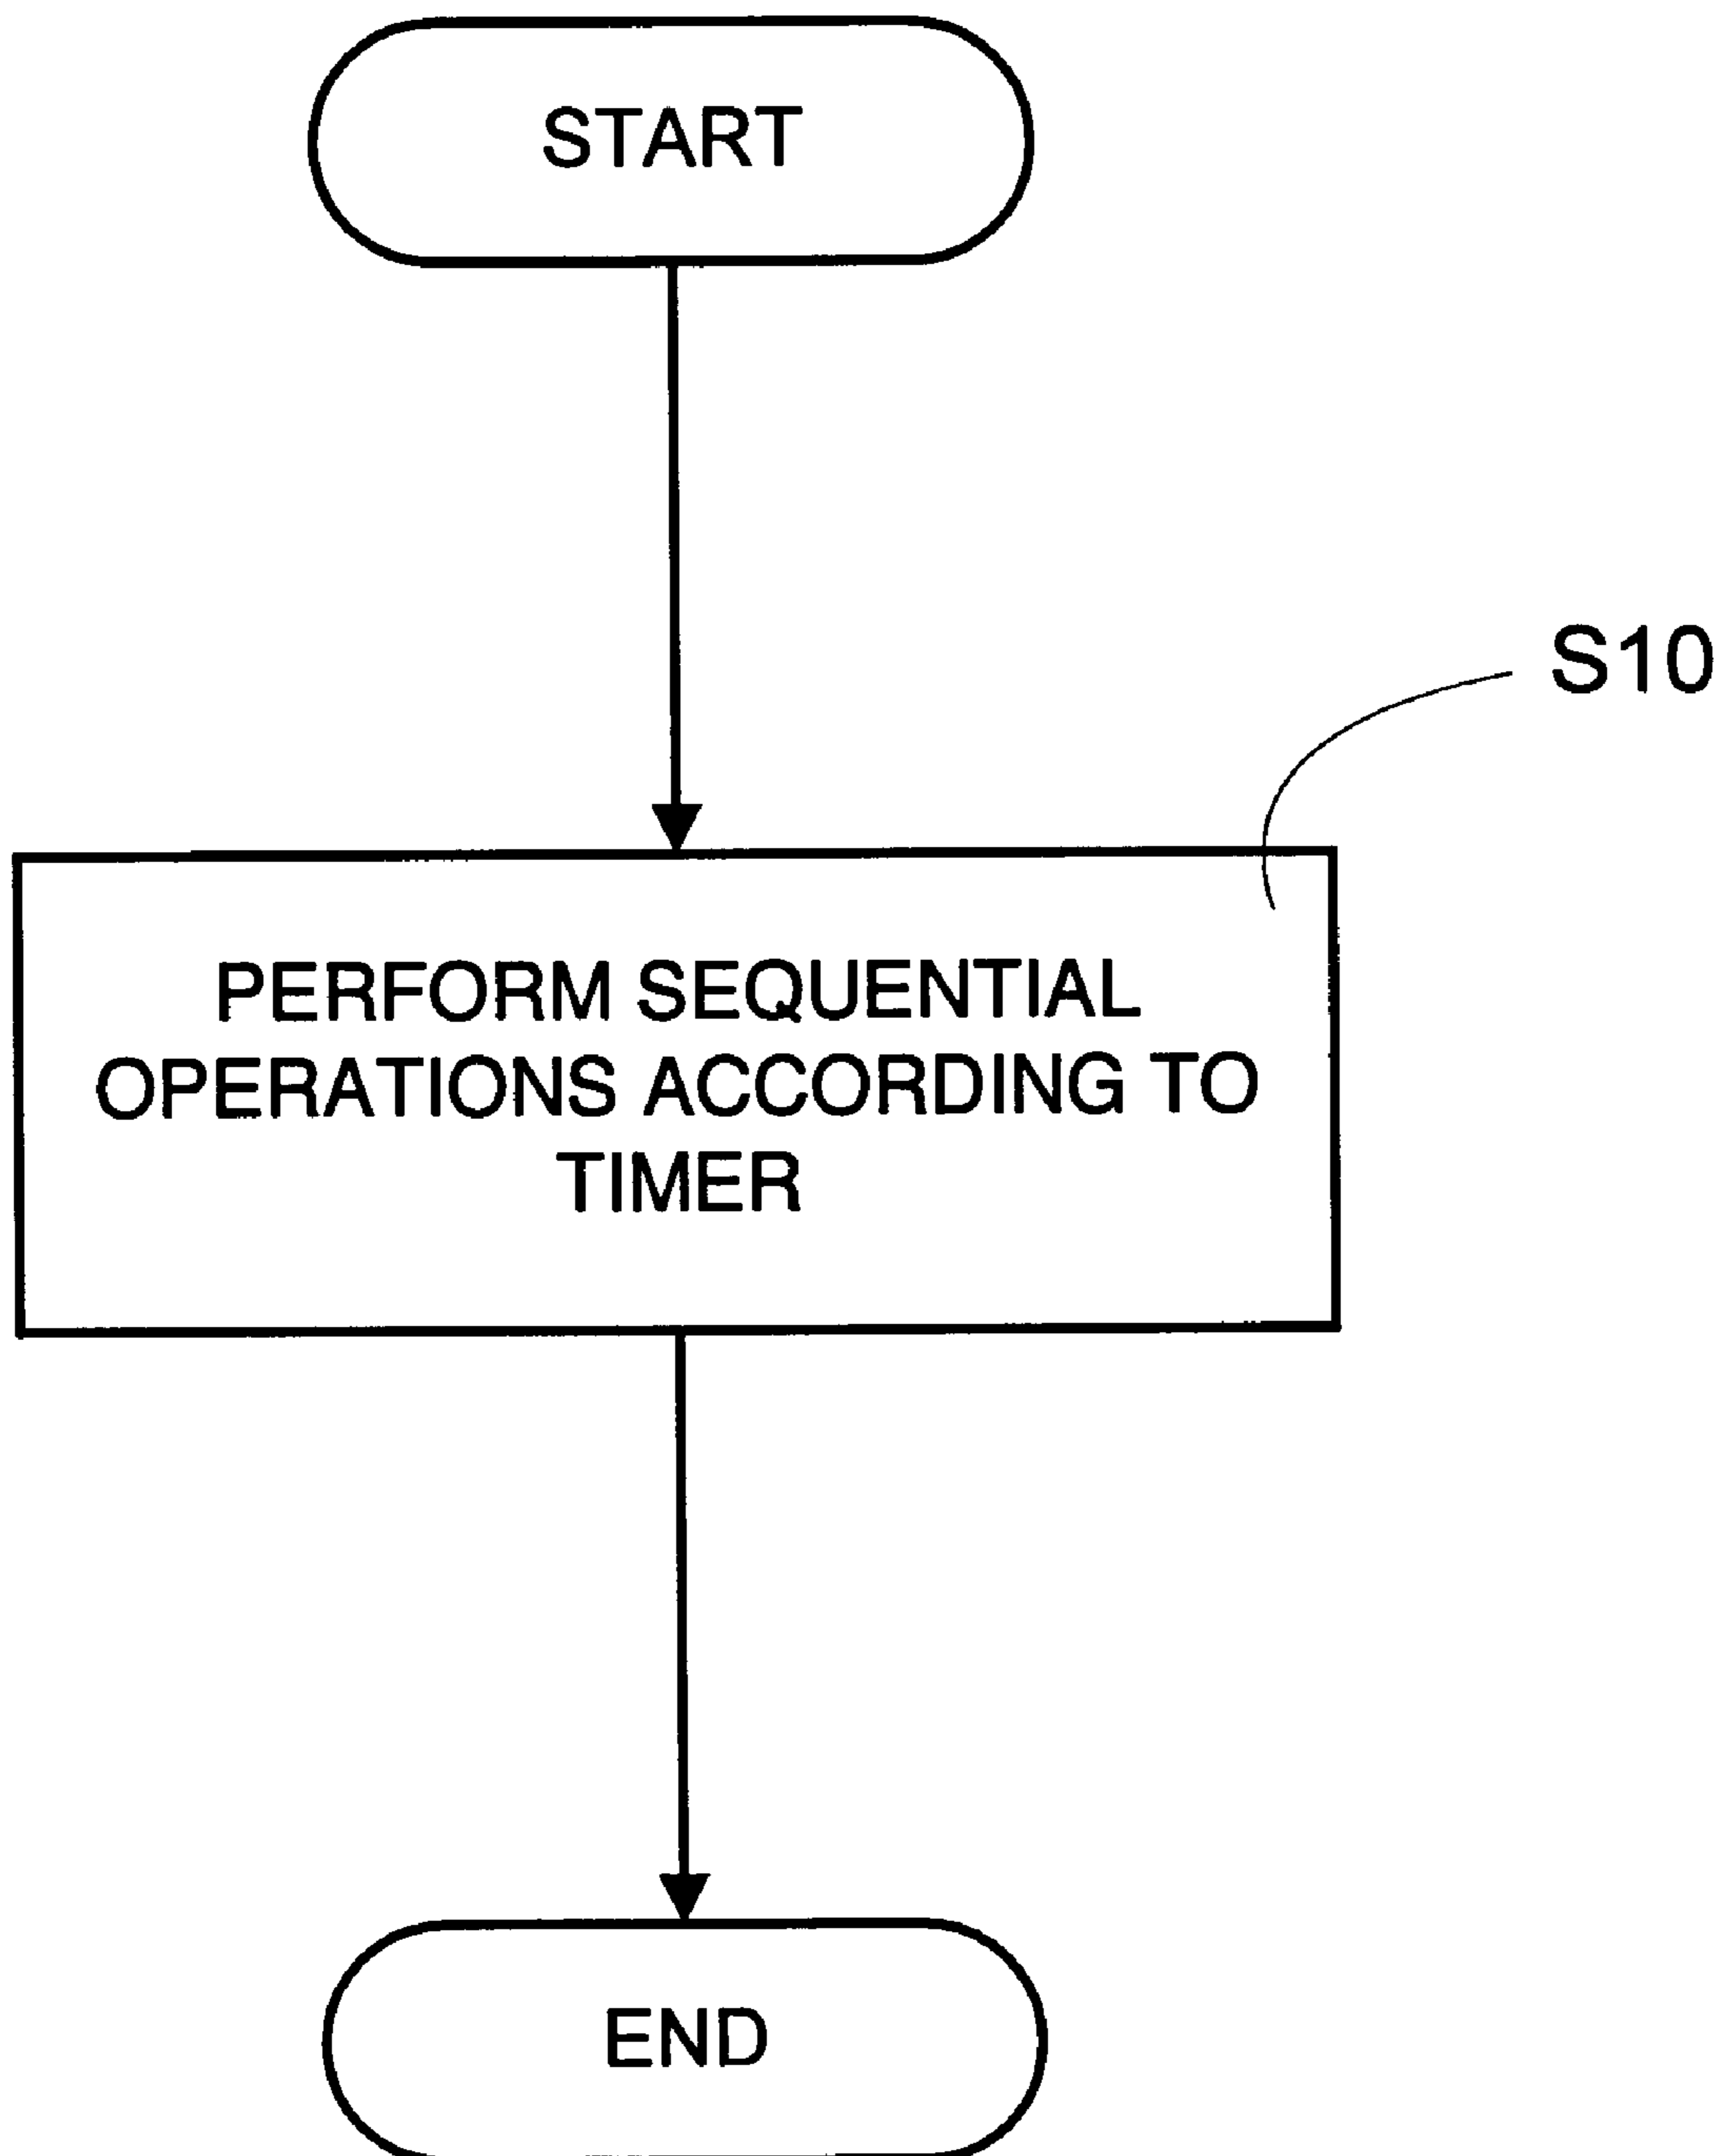 START
S10
PERFORM SEQUENTIAL
OPERATIONS ACCORDING TO
TIMER
END